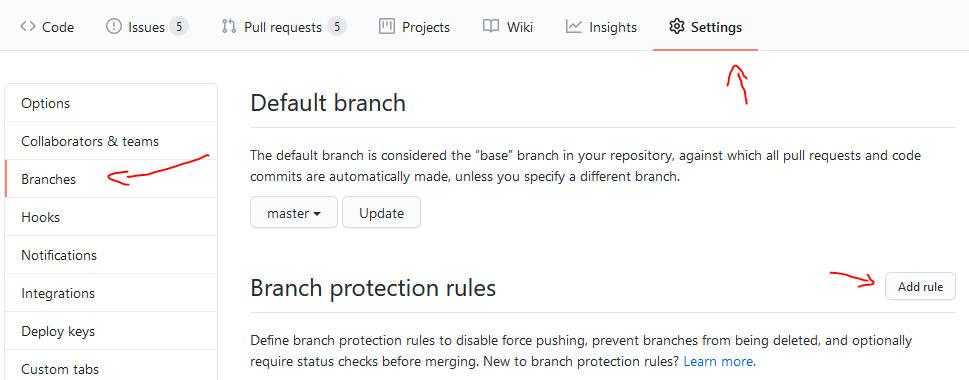 Code Issues 5 Pull requests 5 Projects Wiki Insights Settings
Options
Collaborators & teams
Branches
Hooks
Notifications
Integrations
Deploy keys
Custom tabs
Default branch
The default branch is considered the “base” branch in your repository, against which all pull requests and code
commits are automatically made, unless you specify a different branch.
master Update
Branch protection rules
Add rule
Define branch protection rules to disable force pushing, prevent branches from being deleted, and optionally
require status checks before merging. New to branch protection rules? Learn more.